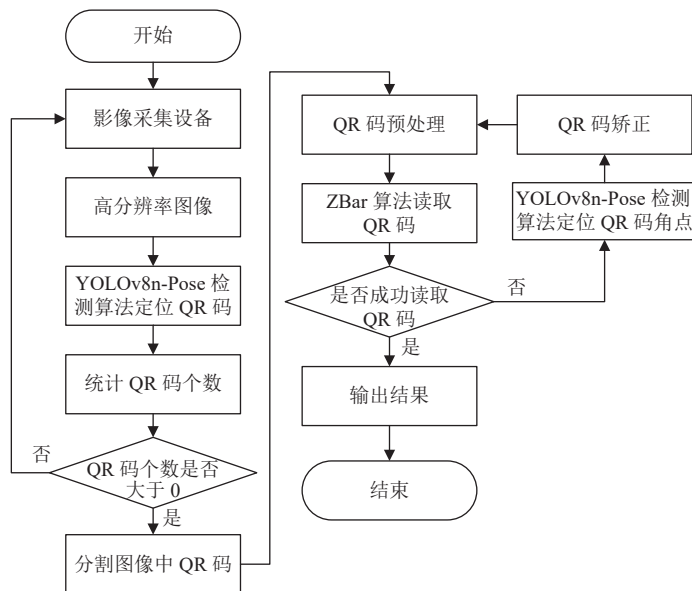 开始
影像采集设备
高分辨率图像
YOLOv8n-Pose 检
测算法定位 QR 码
统计 QR 码个数
QR 码个数是否
大于 0
否
是
分割图像中 QR 码
QR 码预处理
ZBar 算法读取
QR 码
是否成功读取
QR 码
否
是
YOLOv8n-Pose 检测
算法定位 QR 码角点
QR 码矫正
输出结果
结束